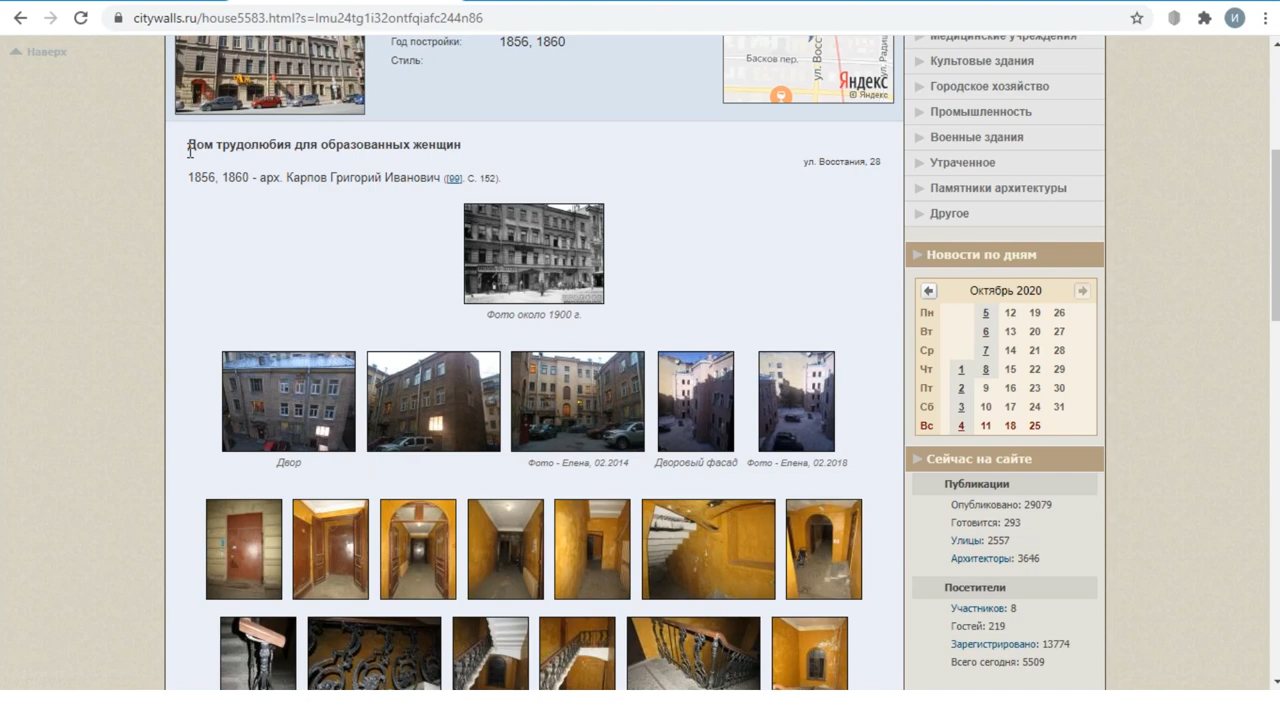 citywalls.ru/house5583.html?s=lmu24tg1i32ontfqiafc244n86
И
Наверх
Год постройки: 1856, 1860
Стиль:
Басков пер.
ул. Восст
ул. Ради
Яндекс
© Яндекс
Дом трудолюбия для образованных женщин
ул. Восстания, 28
1856, 1860 - арх. Карпов Григорий Иванович ([99]. С. 152).
Фото около 1900 г.
Двор
Фото - Елена, 02.2014
Дворовый фасад
Фото - Елена, 02.2018
Медицинские учреждения
Культовые здания
Городское хозяйство
Промышленность
Военные здания
Утраченное
Памятники архитектуры
Другое
Новости по дням
Октябрь 2020
Пн 5 12 19 26
Вт 6 13 20 27
Ср 7 14 21 28
Чт 1 8 15 22 29
Пт 2 9 16 23 30
Сб 3 10 17 24 31
Вс 4 11 18 25
Сейчас на сайте
Публикации
Опубликовано: 29079
Готовится: 293
Улицы: 2557
Архитекторы: 3646
Посетители
Участников: 8
Гостей: 219
Зарегистрировано: 13774
Всего сегодня: 5509